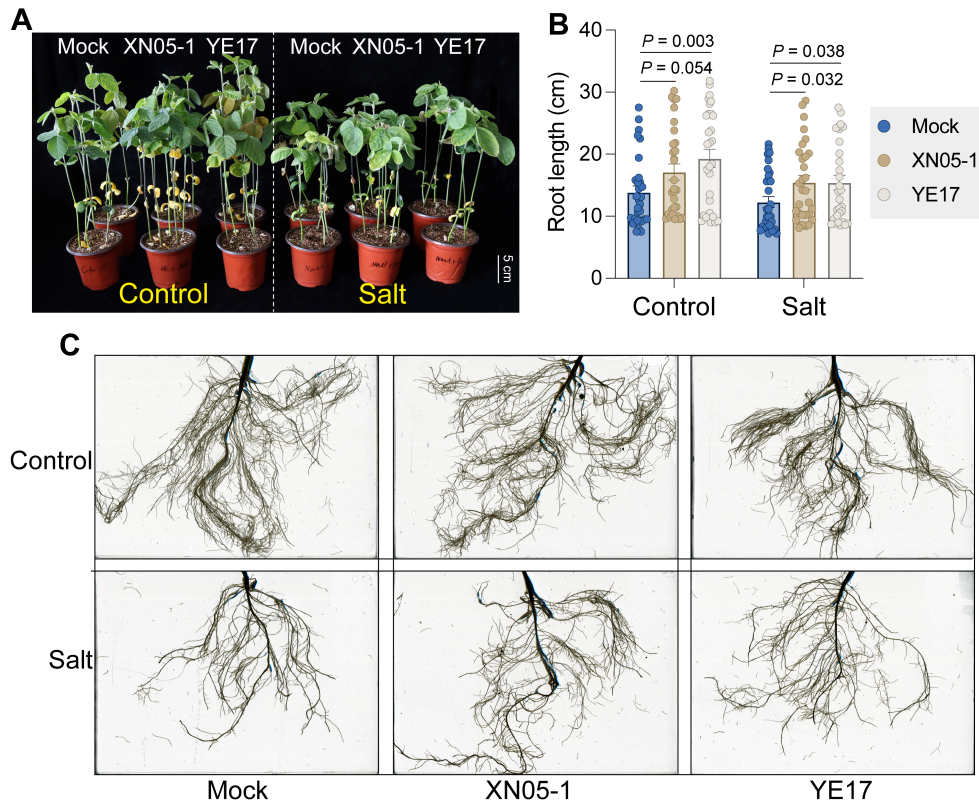 A
Mock XN05-1 YE17 Mock XN05-1 YE17
Control Salt
5 cm
B
Root length (cm)
40
30
20
10
0
P = 0.003
P = 0.054
P = 0.038
P = 0.032
Control Salt
Mock
XN05-1
YE17
C
Control
Salt
Mock XN05-1 YE17